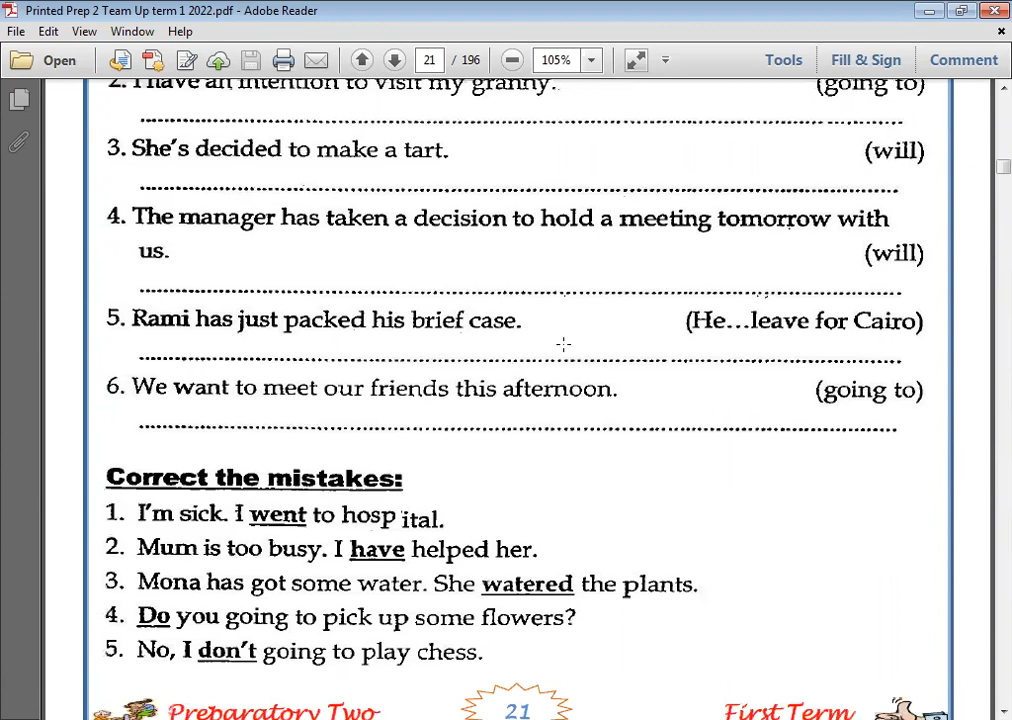 Printed Prep 2 Team Up term 1 2022.pdf - Adobe Reader
File Edit View Window Help
Open 21 / 196 105% Tools Fill & Sign Comment
2. I have an intention to visit my granny. (going to)
3. She's decided to make a tart. (will)
4. The manager has taken a decision to hold a meeting tomorrow with
us. (will)
5. Rami has just packed his brief case. (He...leave for Cairo)
6. We want to meet our friends this afternoon. (going to)
Correct the mistakes:
1. I'm sick. I went to hosp ital.
2. Mum is too busy. I have helped her.
3. Mona has got some water. She watered the plants.
4. Do you going to pick up some flowers?
5. No, I don't going to play chess.
Preparatory Two 21 First Term